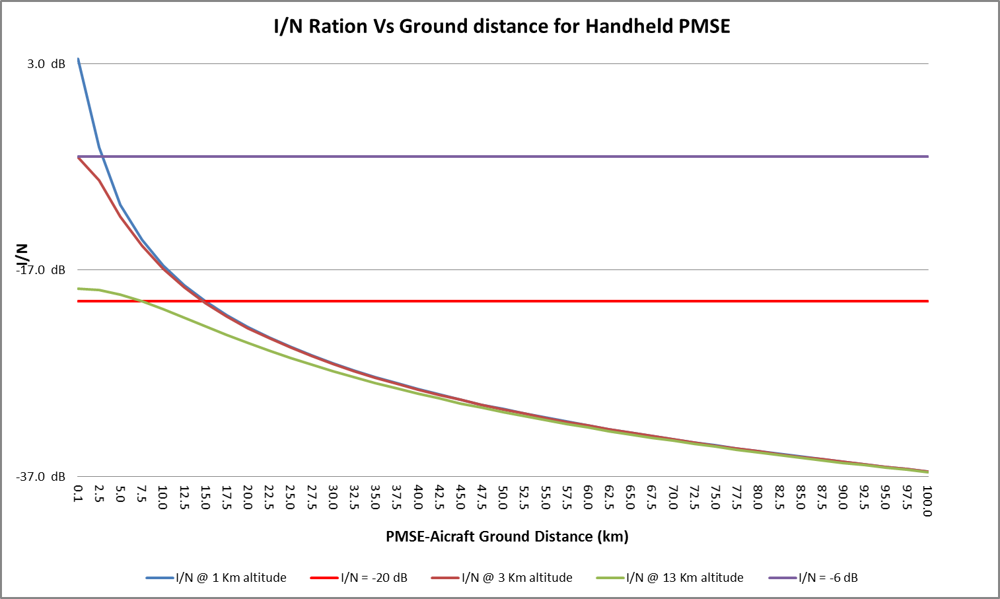 I/N Ration Vs Ground distance for Handheld PMSE
3.0 dB
-17.0 dB
-37.0 dB
I/N
0.1 2.5 5.0 7.5 10.0 12.5 15.0 17.5 20.0 22.5 25.0 27.5 30.0 32.5 35.0 37.5 40.0 42.5 45.0 47.5 50.0 52.5 55.0 57.5 60.0 62.5 65.0 67.5 70.0 72.5 75.0 77.5 80.0 82.5 85.0 87.5 90.0 92.5 95.0 97.5 100.0
PMSE-Aicraft Ground Distance (km)
I/N @ 1 Km altitude I/N = -20 dB I/N @ 3 Km altitude I/N @ 13 Km altitude I/N = -6 dB